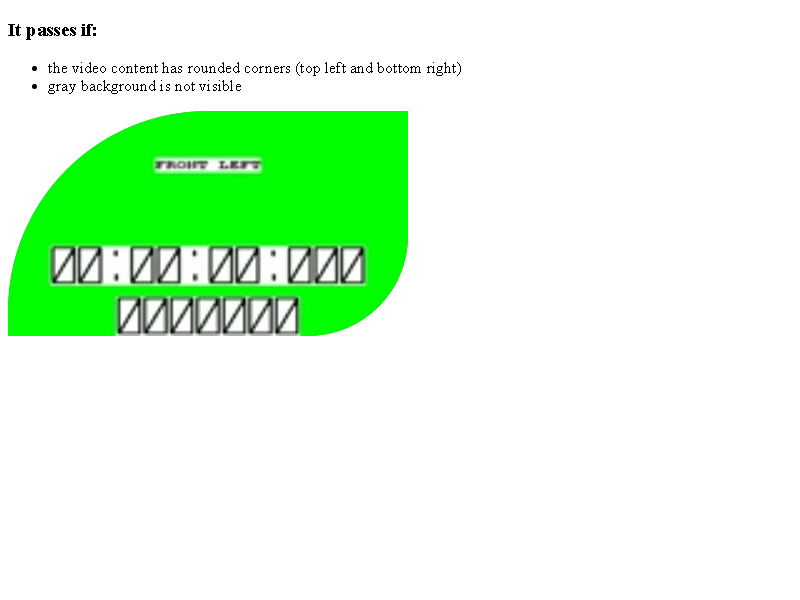 It passes if:
the video content has rounded corners (top left and bottom right)
gray background is not visible
FRONT LEFT
00:00:00:000
0000000